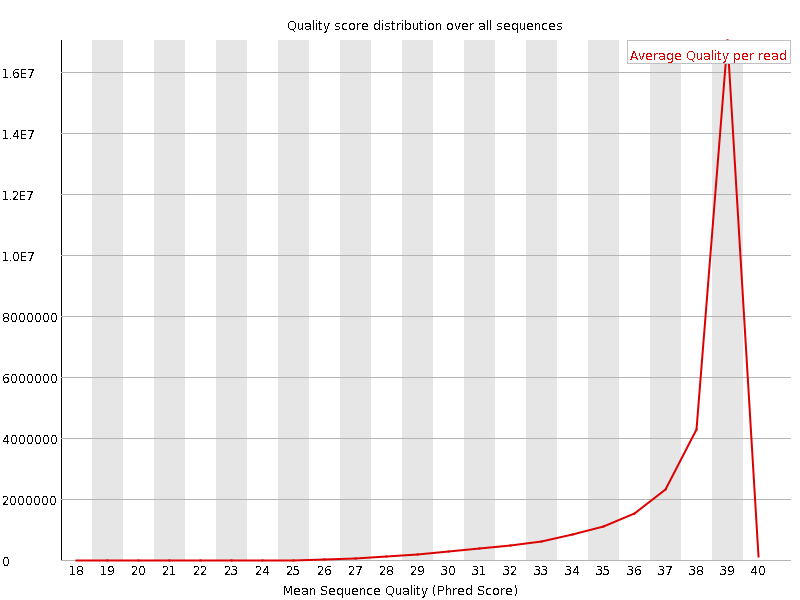 Quality score distribution over all sequences
Average Quality per read
1.6E7
1.4E7
1.2E7
1.0E7
8000000
6000000
4000000
2000000
0
18 19 20 21 22 23 24 25 26 27 28 29 30 31 32 33 34 35 36 37 38 39 40
Mean Sequence Quality (Phred Score)